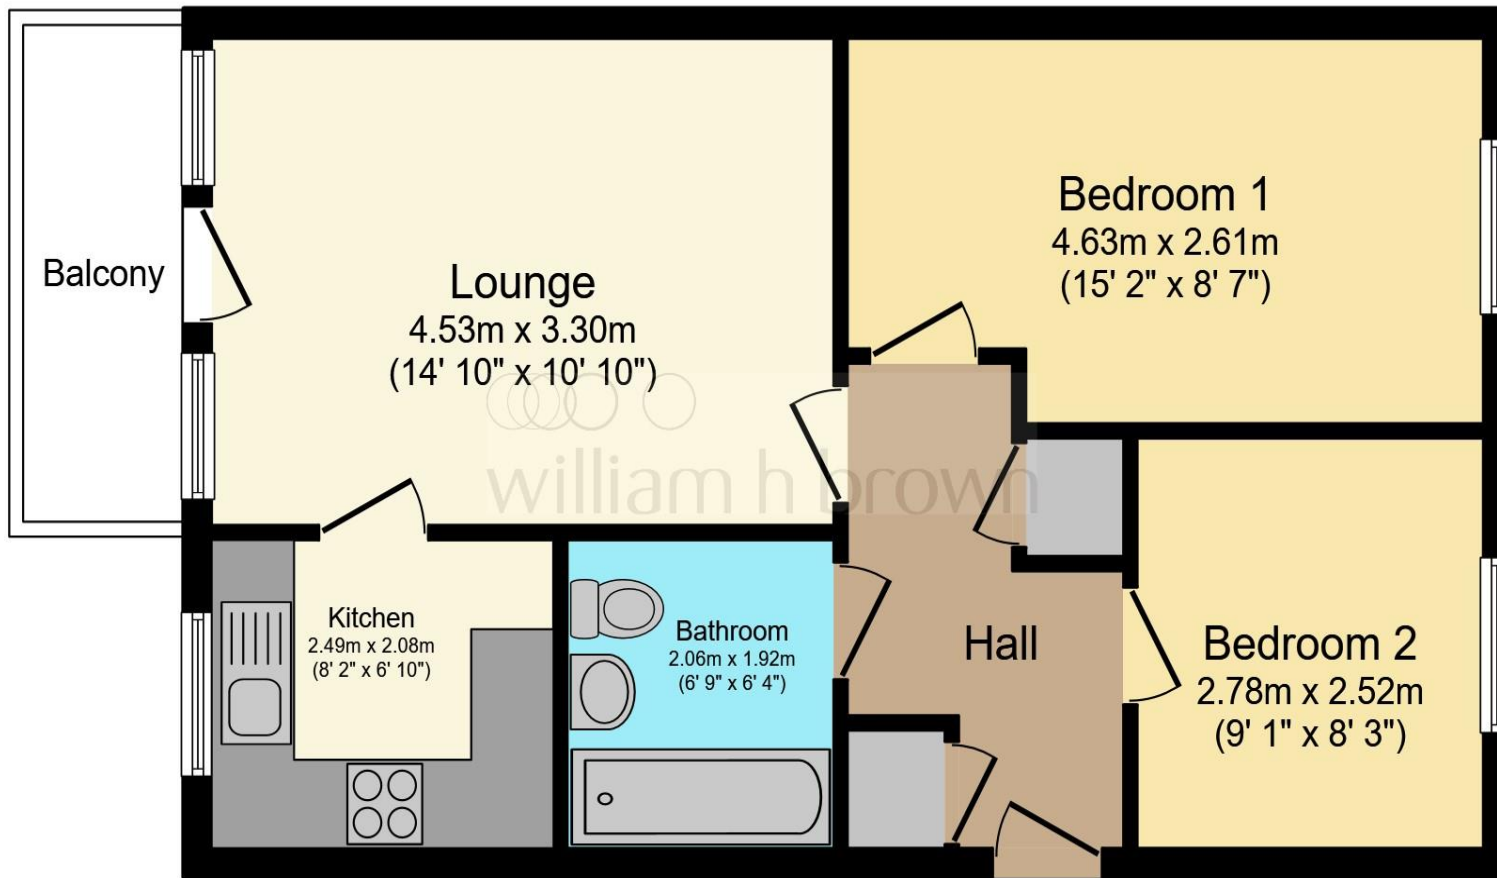 Balcony
Lounge
4.53m x 3.30m
(14' 10" x 10' 10")
Bedroom 1
4.63m x 2.61m
(15' 2" x 8' 7")
william h brown
Kitchen
2.49m x 2.08m
(8' 2" x 6' 10")
Bathroom
2.06m x 1.92m
(6' 9" x 6' 4")
Hall
Bedroom 2
2.78m x 2.52m
(9' 1" x 8' 3")